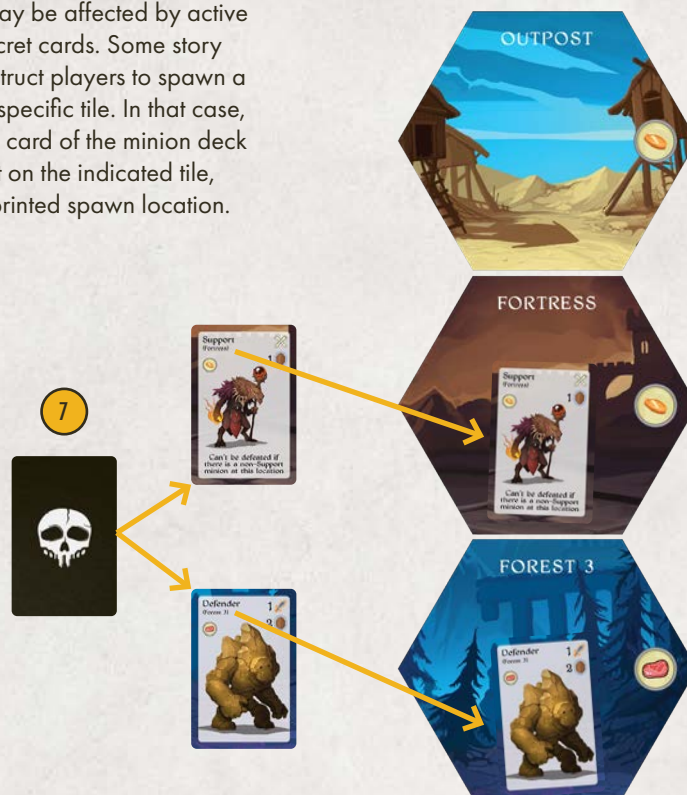 ay be affected by active
cret cards. Some story
truct players to spawn a
specific tile. In that case,
card of the minion deck
t on the indicated tile,
printed spawn location.
OUTPOST
FORTRESS
Support
(Fortress)
1
Support
(Fortress)
1
7
Can't be defeated if
there is a non-Support
minion at this location
Can't be defeated if
there is a non-Support
minion at this location
FOREST 3
Defender
(Forest 3)
1
2
Defender
(Forest 3)
1
2